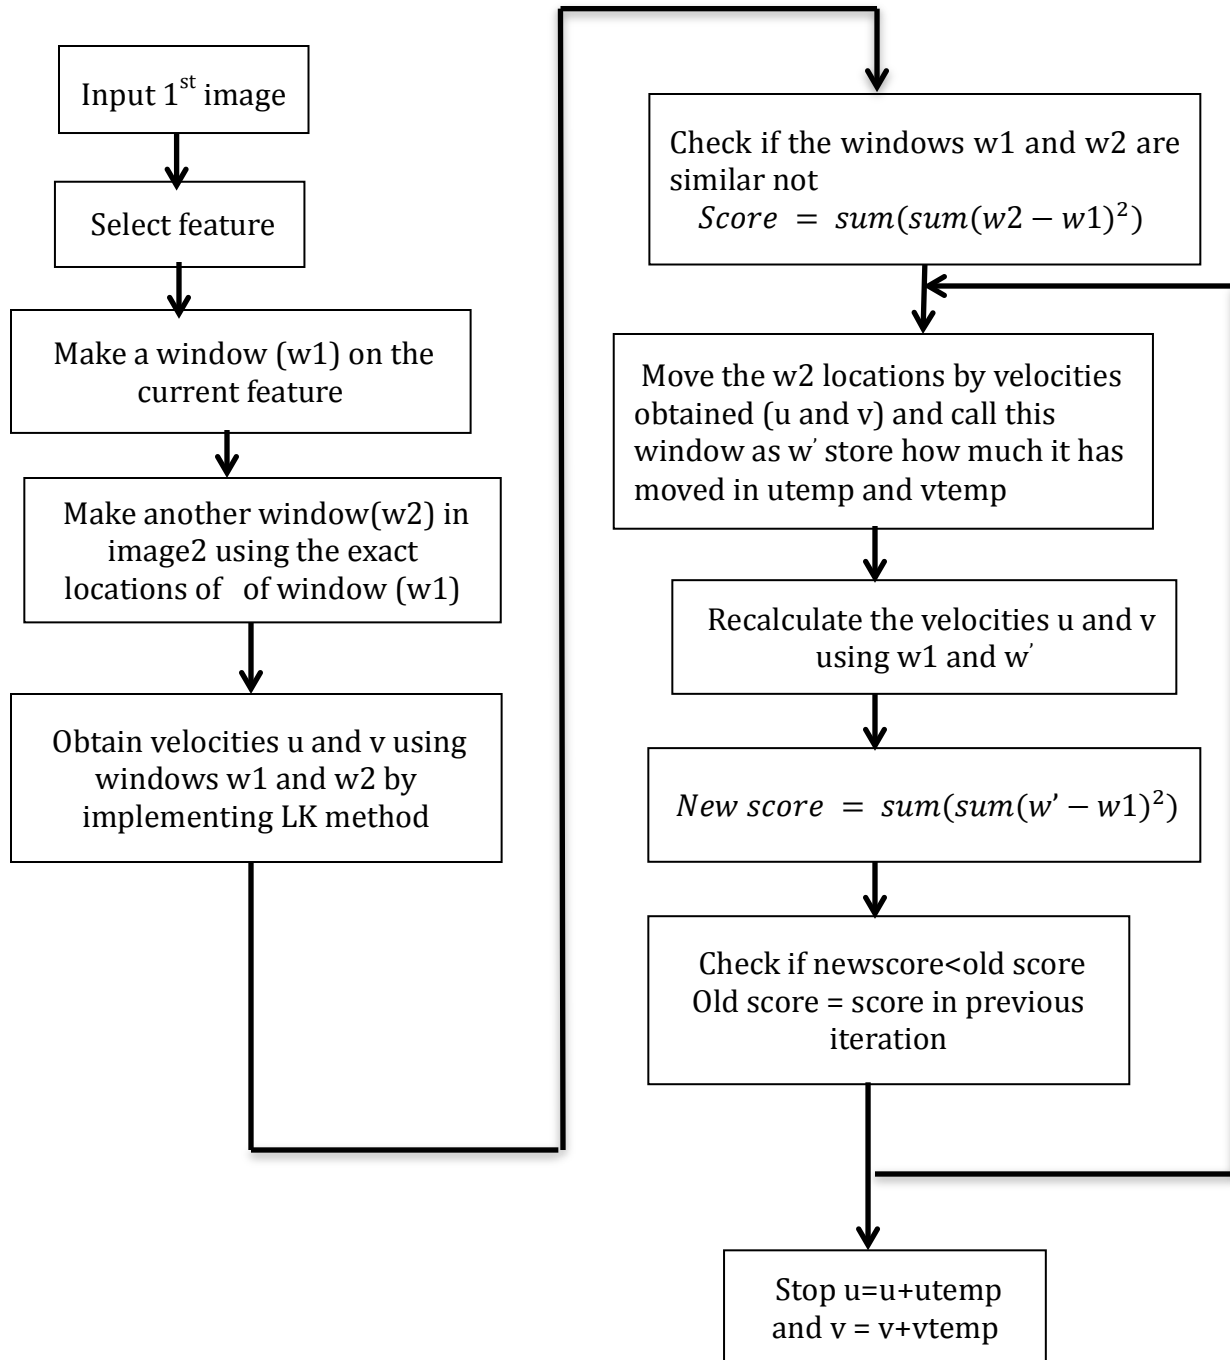 Input 1st image
Select feature
Make a window (w1) on the
current feature
Make another window(w2) in
image2 using the exact
locations of of window (w1)
Obtain velocities u and v using
windows w1 and w2 by
implementing LK method
Check if the windows w1 and w2 are
similar not
Score = sum(sum(w2 − w1)²)
Move the w2 locations by velocities
obtained (u and v) and call this
window as w’ store how much it has
moved in utemp and vtemp
Recalculate the velocities u and v
using w1 and w’
New score = sum(sum(w’ − w1)²)
Check if newscore<old score
Old score = score in previous
iteration
Stop u=u+utemp
and v = v+vtemp